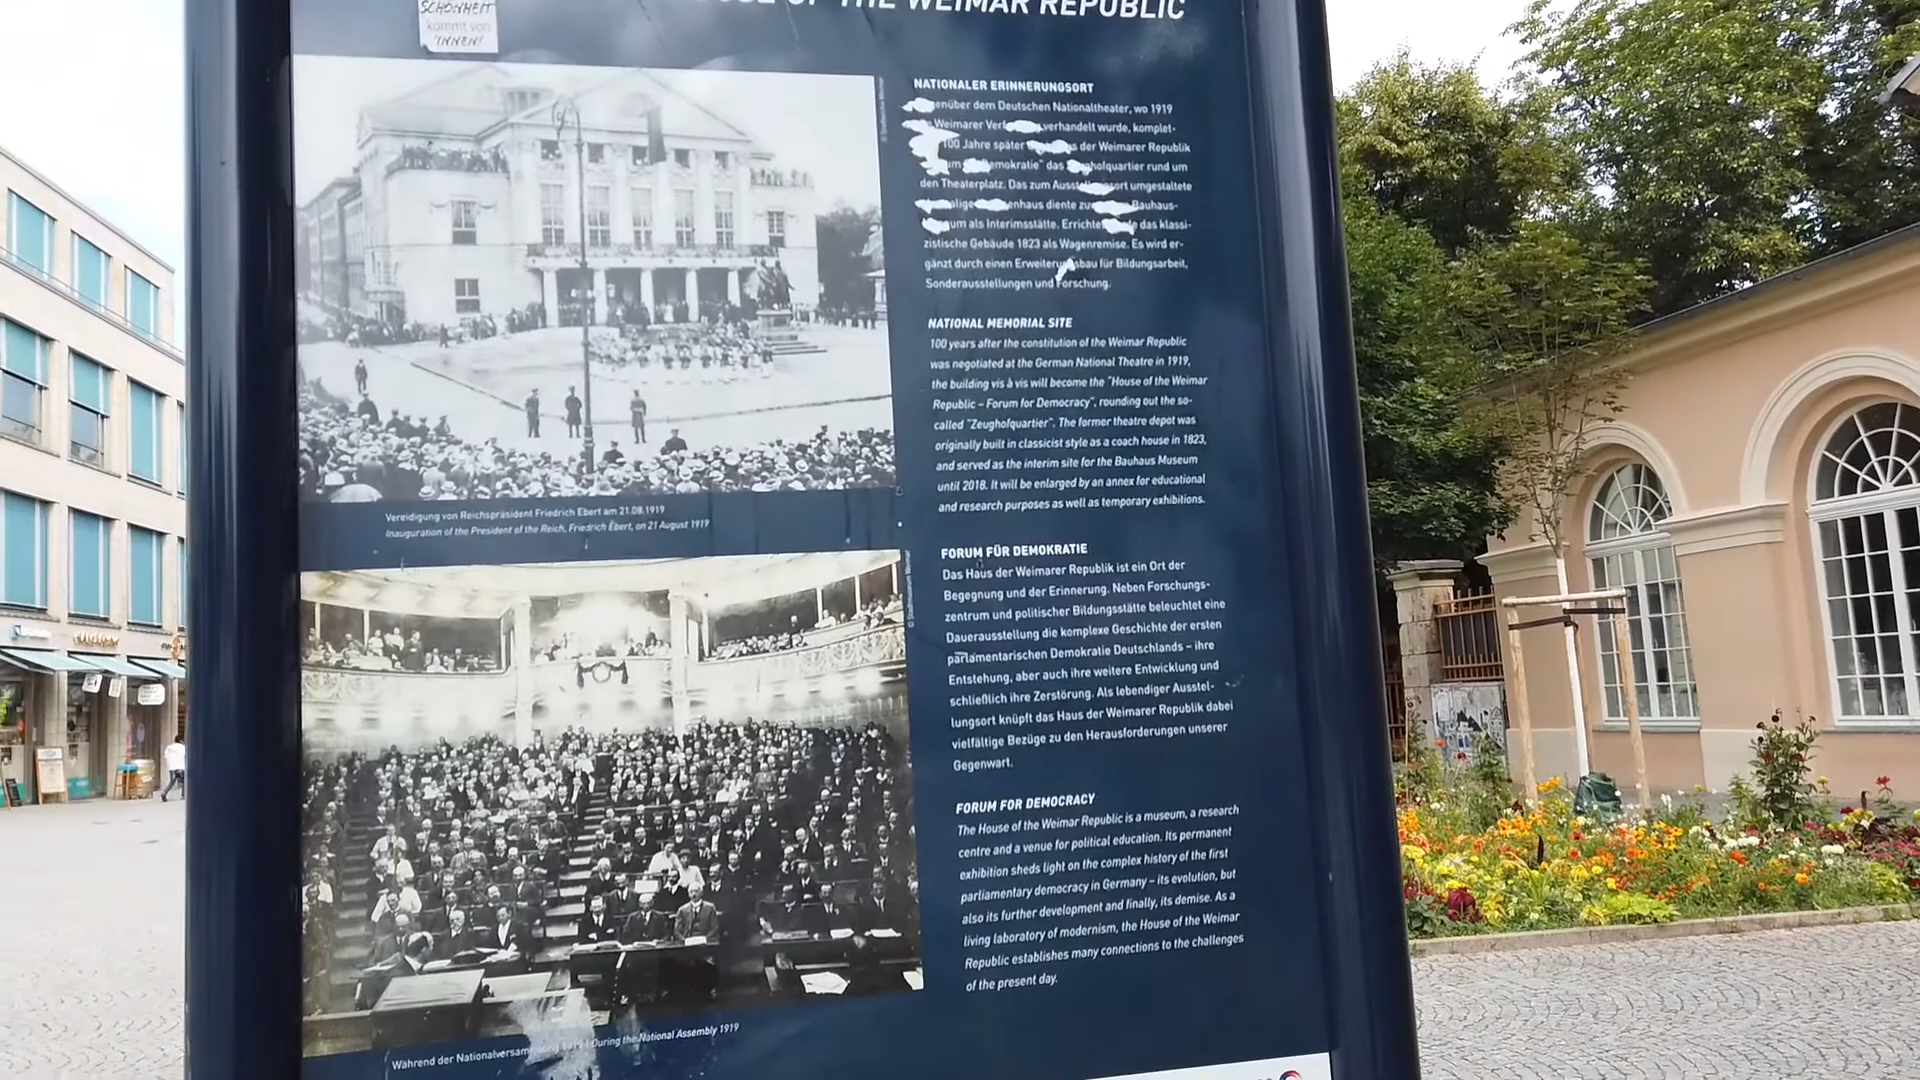 SCHÖNHEIT
kommt von
INNEN!
OF THE WEIMAR REPUBLIC
Vereidigung von Reichspräsident Friedrich Ebert am 21.08.1919
Inauguration of the President of the Reich, Friedrich Ebert, on 21 August 1919
Während der During the National Assembly 1919
NATIONALER ERINNERUNGSORT
dem Deutschen Nationaltheater, wo 1919
Weimarer verhandelt wurde, komplet-
100 Jahre später der Weimarer Republik
das rund um
den Theaterplatz. Das zum umgestaltete
diente Bauhaus-
als Interimsstätte. das klassi-
zistische Gebäude 1823 als Wagenremise. Es wird er-
gänzt durch einen für Bildungsarbeit,
Sonderausstellungen und Forschung.
NATIONAL MEMORIAL SITE
100 years after the constitution of the Weimar Republic
was negotiated at the German National Theatre in 1919,
the building vis à vis will become the "House of the Weimar
Republic – Forum for Democracy", rounding out the so-
called "Zeughofquartier". The former theatre depot was
originally built in classicist style as a coach house in 1823,
and served as the interim site for the Bauhaus Museum
until 2018. It will be enlarged by an annex for educational
and research purposes as well as temporary exhibitions.
FORUM FÜR DEMOKRATIE
Das Haus der Weimarer Republik ist ein Ort der
Begegnung und der Erinnerung. Neben Forschungs-
zentrum und politischer Bildungsstätte beleuchtet eine
Dauerausstellung die komplexe Geschichte der ersten
parlamentarischen Demokratie Deutschlands – ihre
Entstehung, aber auch ihre weitere Entwicklung und
schließlich ihre Zerstörung. Als lebendiger Ausstel-
lungsort knüpft das Haus der Weimarer Republik dabei
vielfältige Bezüge zu den Herausforderungen unserer
Gegenwart.
FORUM FOR DEMOCRACY
The House of the Weimar Republic is a museum, a research
centre and a venue for political education. Its permanent
exhibition sheds light on the complex history of the first
parliamentary democracy in Germany – its evolution, but
also its further development and finally, its demise. As a
living laboratory of modernism, the House of the Weimar
Republic establishes many connections to the challenges
of the present day.